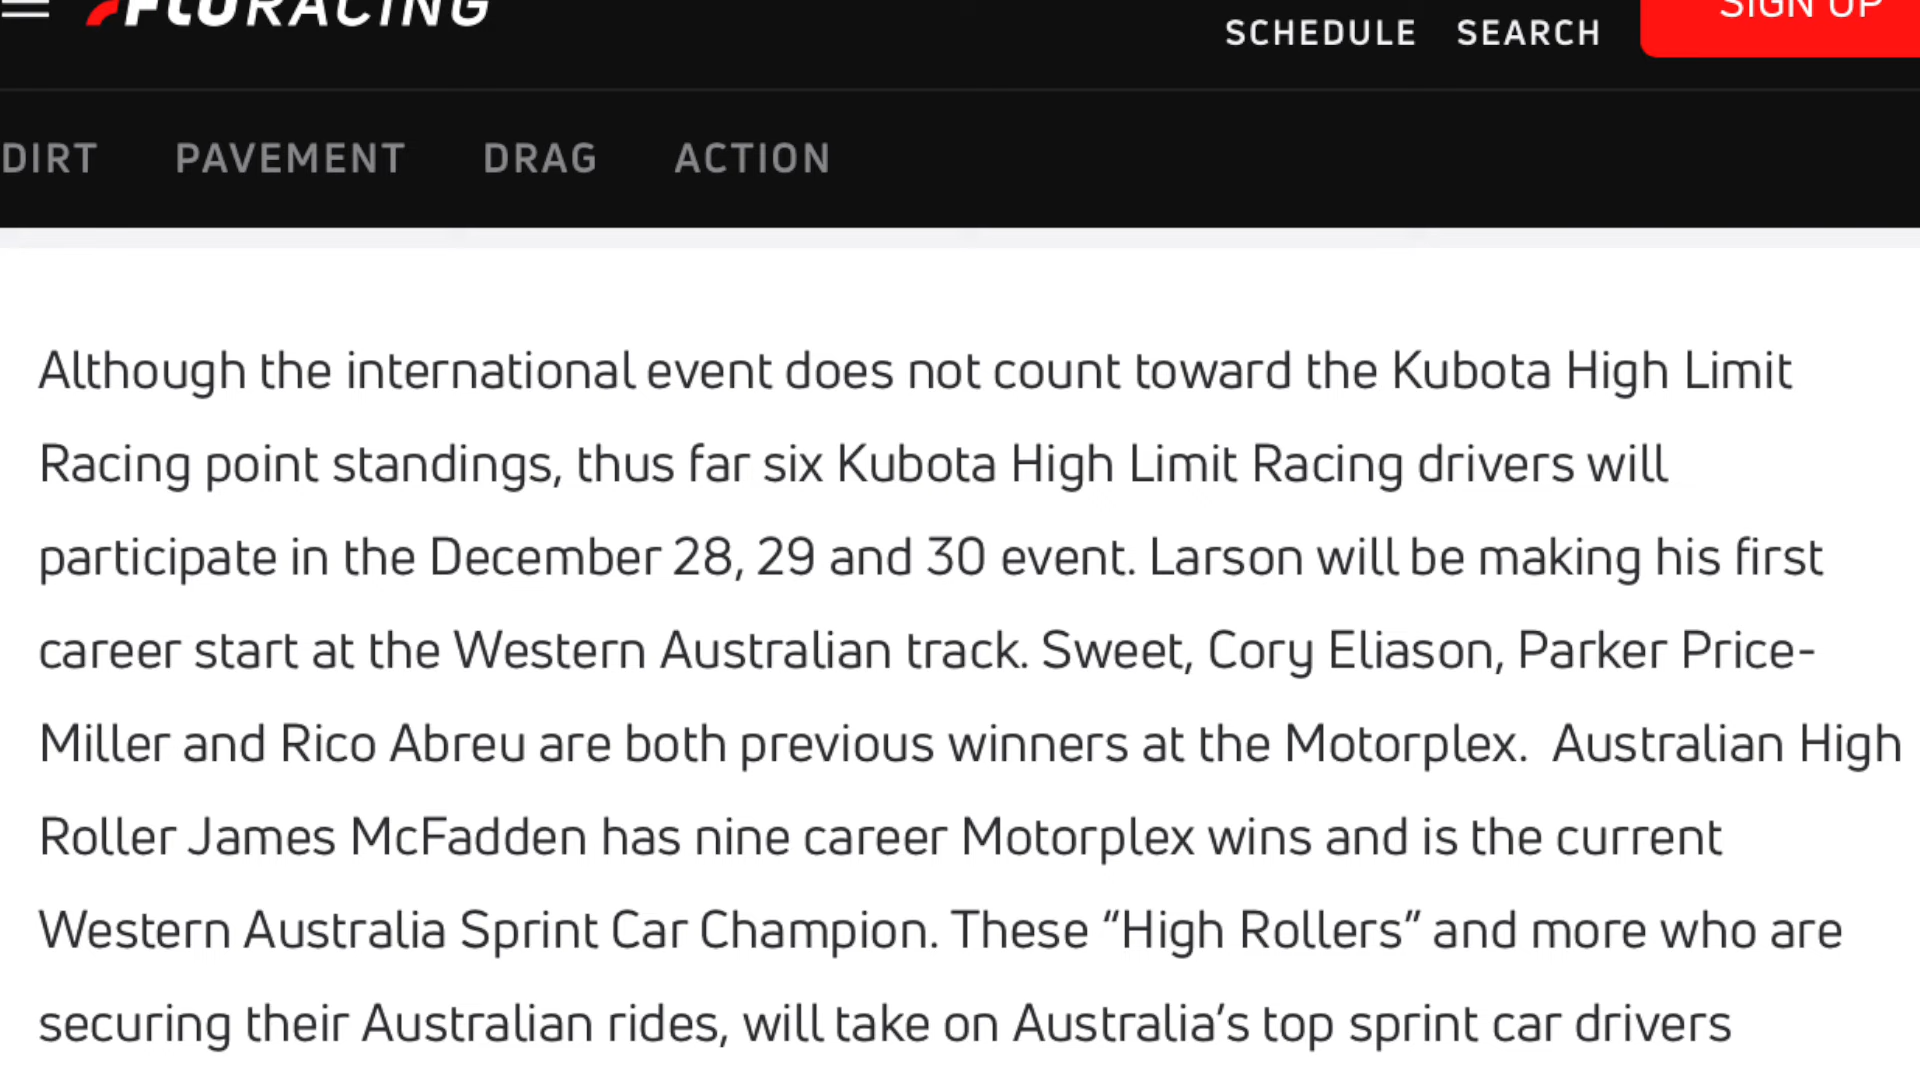 FLORACING
SCHEDULE SEARCH SIGN UP
DIRT PAVEMENT DRAG ACTION
Although the international event does not count toward the Kubota High Limit
Racing point standings, thus far six Kubota High Limit Racing drivers will
participate in the December 28, 29 and 30 event. Larson will be making his first
career start at the Western Australian track. Sweet, Cory Eliason, Parker Price-
Miller and Rico Abreu are both previous winners at the Motorplex. Australian High
Roller James McFadden has nine career Motorplex wins and is the current
Western Australia Sprint Car Champion. These “High Rollers” and more who are
securing their Australian rides, will take on Australia’s top sprint car drivers